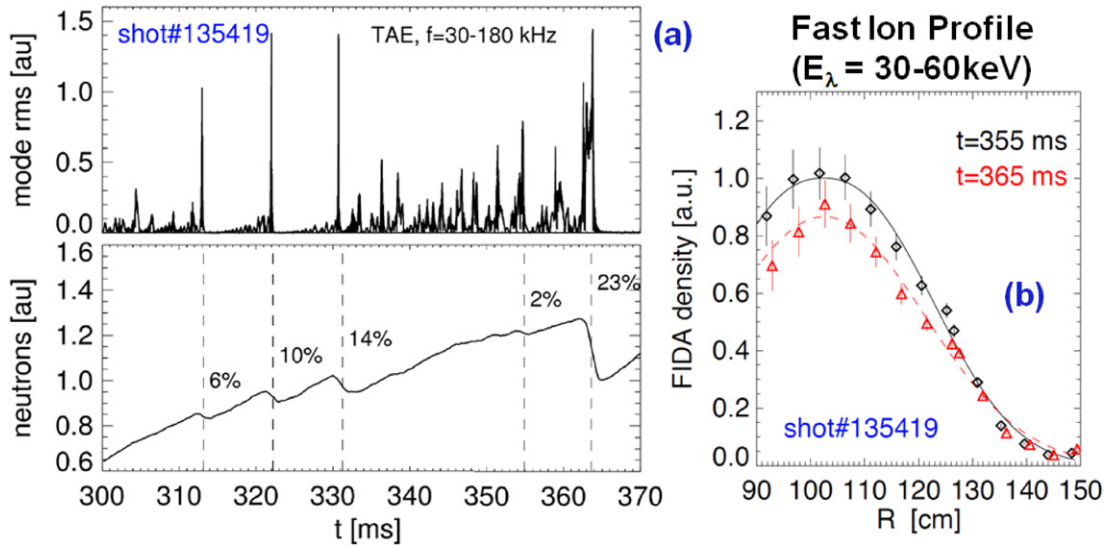 shot#135419
TAE, f=30-180 kHz
(a)
mode rms [au]
1.5
1.0
0.5
0.0
neutrons [au]
1.6
1.4
1.2
1.0
0.8
0.6
6%
10%
14%
2%
23%
300 310 320 330 340 350 360 370
t [ms]
Fast Ion Profile
(Eλ = 30-60keV)
t=355 ms
t=365 ms
FIDA density [a.u.]
1.2
1.0
0.8
0.6
0.4
0.2
0.0
(b)
shot#135419
90 100 110 120 130 140 150
R [cm]